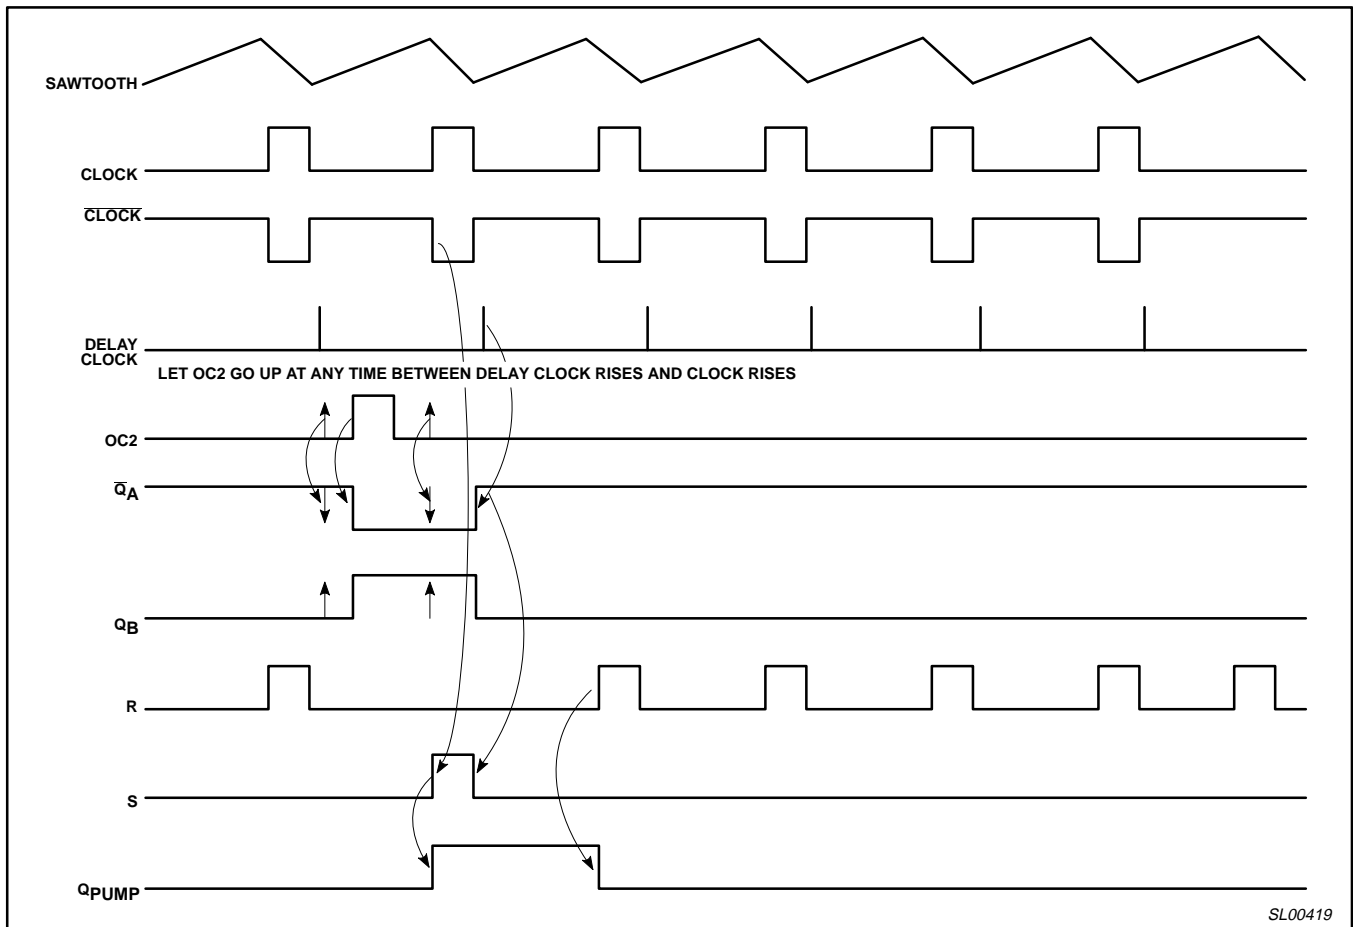 SAWTOOTH
CLOCK
CLOCK
DELAY
CLOCK
LET OC2 GO UP AT ANY TIME BETWEEN DELAY CLOCK RISES AND CLOCK RISES
OC2
Q̅A
QB
R
S
QPUMP
SL00419